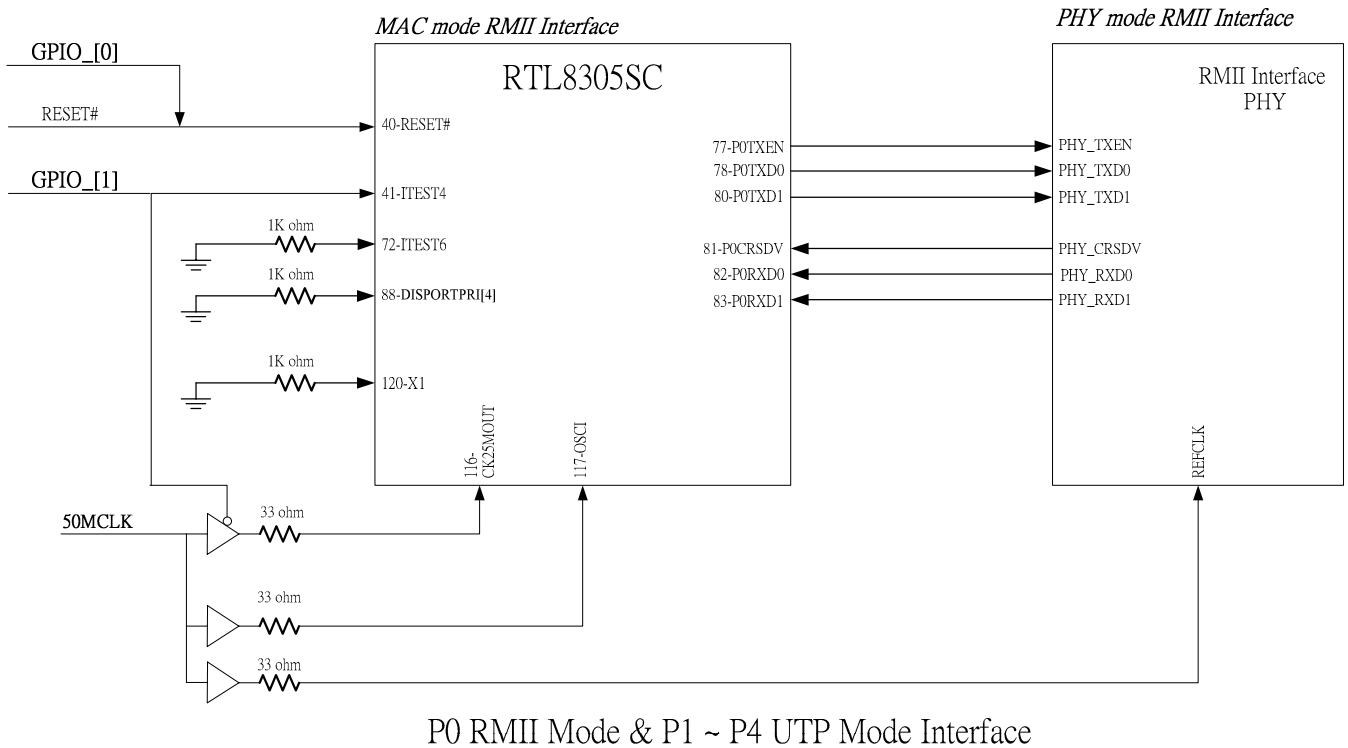 MAC mode RMII Interface
PHY mode RMII Interface
GPIO_[0]
RESET#
GPIO_[1]
RTL8305SC
RMII Interface
PHY
40-RESET#
41-ITEST4
1K ohm
72-ITEST6
1K ohm
88-DISPORTPRI[4]
1K ohm
120-X1
77-P0TXEN
78-P0TXD0
80-P0TXD1
81-P0CRSDV
82-P0RXD0
83-P0RXD1
PHY_TXEN
PHY_TXD0
PHY_TXD1
PHY_CRSDV
PHY_RXD0
PHY_RXD1
116-
CK25MOUT
117-OSCI
REFCLK
50MCLK
33 ohm
33 ohm
33 ohm
P0 RMII Mode & P1 ~ P4 UTP Mode Interface